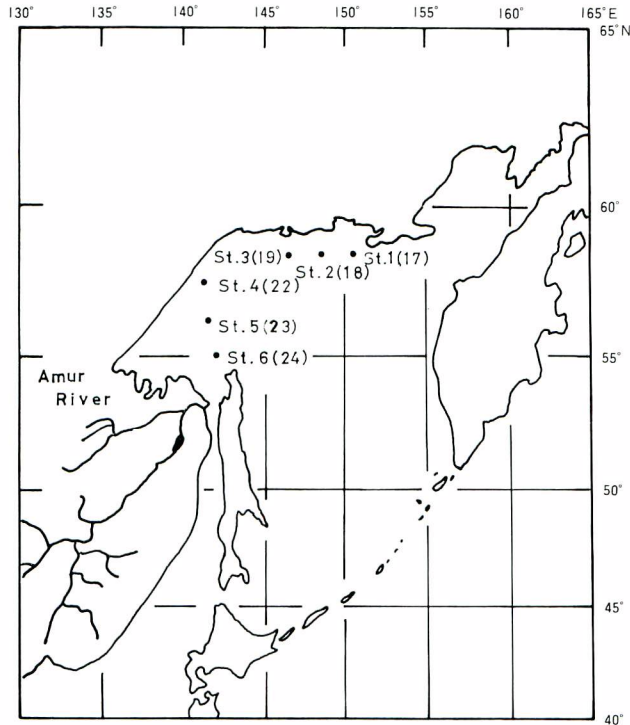 130° 135° 140° 145° 150° 155° 160° 165°E
65°N
60°
St.3(19) St.1(17)
St.2(18)
St.4(22)
St.5(23)
St.6(24)
55°
Amur
River
50°
45°
40°